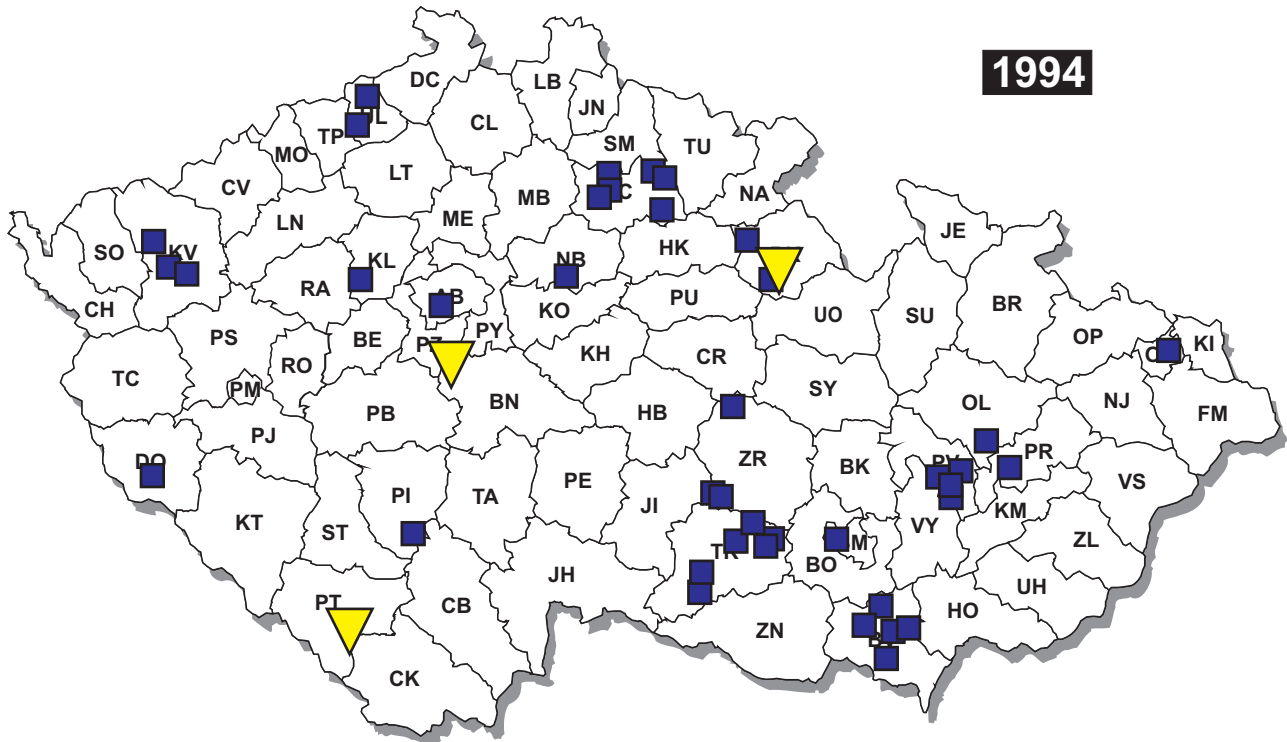 1994
DC
LB
JN
CL
TP
MO
SM
TU
CV
LT
MB
NA
ME
LN
SO
KV
KL
NB
HK
JE
RA
AB
KO
PU
CH
UO
SU
BR
OP
KI
PS
BE
PY
RO
KH
CR
TC
PM
PB
BN
HB
SY
OL
NJ
FM
PJ
DO
ZR
BK
PR
PI
TA
PE
JI
VS
KT
ST
VY
KM
ZL
BO
JH
UH
PT
CB
ZN
HO
CK